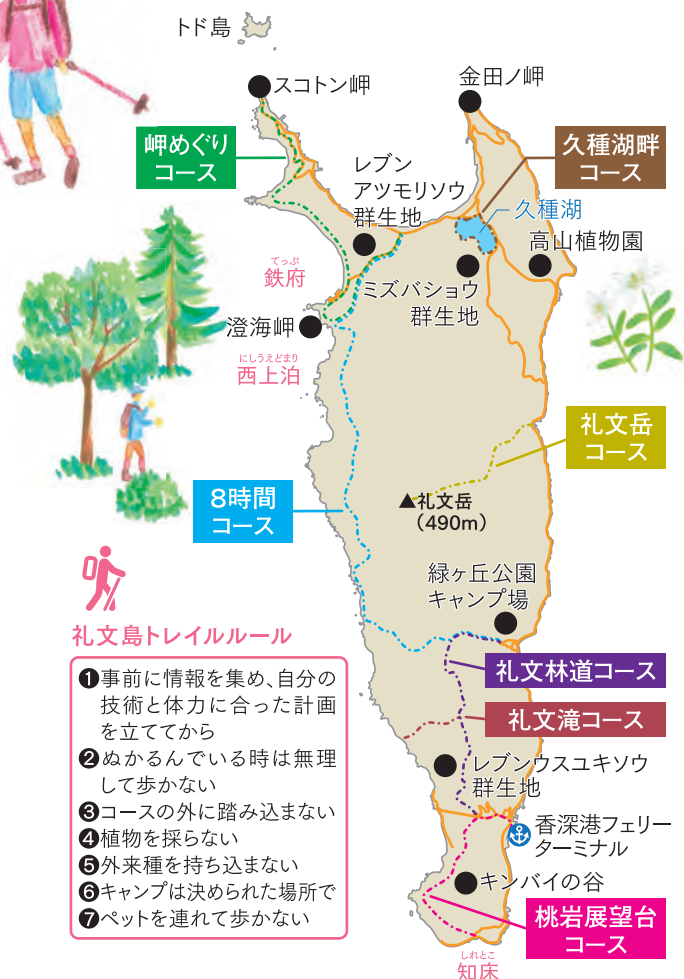 トド島
スコトン岬
金田ノ岬
岬めぐり
コース
久種湖畔
コース
レブン
アツモリソウ
群生地
久種湖
高山植物園
てっぷ
鉄府
ミズバショウ
群生地
澄海岬
にしうえどまり
西上泊
礼文岳
コース
8時間
コース
▲礼文岳
（490m）
緑ヶ丘公園
キャンプ場
礼文島トレイルルール
❶事前に情報を集め、自分の
技術と体力に合った計画
を立ててから
❷ぬかるんでいる時は無理
して歩かない
❸コースの外に踏み込まない
❹植物を採らない
❺外来種を持ち込まない
❻キャンプは決められた場所で
❼ペットを連れて歩かない
礼文林道コース
礼文滝コース
レブンウスユキソウ
群生地
香深港フェリー
ターミナル
キンバイの谷
桃岩展望台
コース
しれとこ
知床